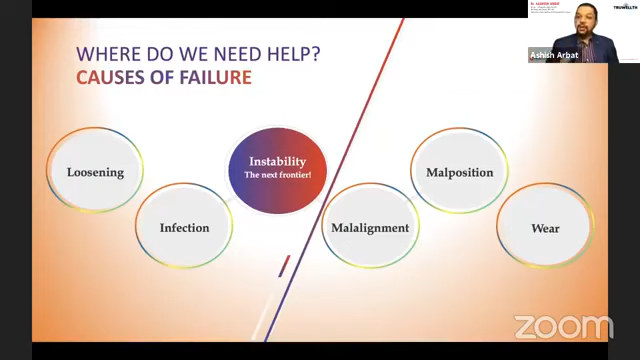 WHERE DO WE NEED HELP?
CAUSES OF FAILURE
TRUWELLTH
Ashish Arbat
Loosening
Infection
Instability
The next frontier!
Malalignment
Malposition
Wear
zoom